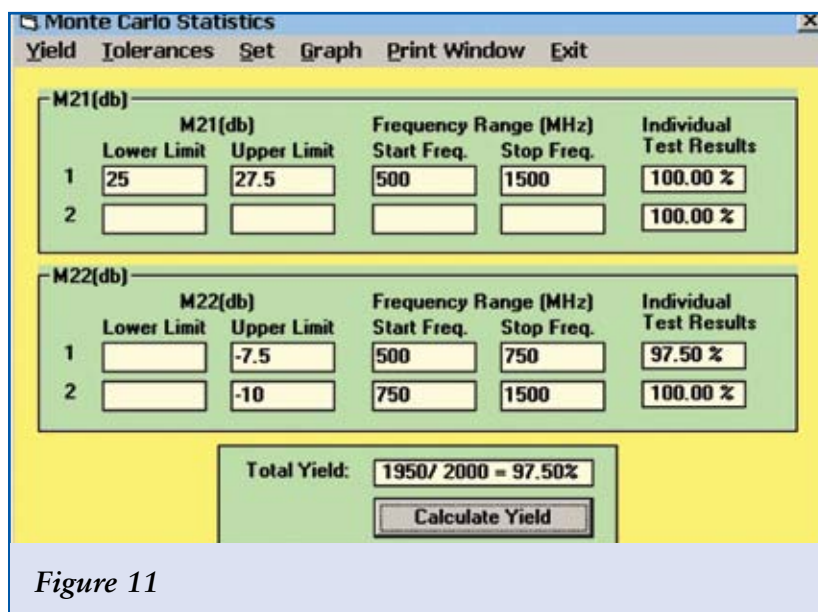 Monte Carlo Statistics
Yield Tolerances Set Graph Print Window Exit
M21(db)
M21(db) Frequency Range (MHz) Individual
Lower Limit Upper Limit Start Freq. Stop Freq. Test Results
1 25 27.5 500 1500 100.00 %
2 100.00 %
M22(db)
M22(db) Frequency Range (MHz) Individual
Lower Limit Upper Limit Start Freq. Stop Freq. Test Results
1 -7.5 500 750 97.50 %
2 -10 750 1500 100.00 %
Total Yield: 1950/ 2000 = 97.50%
Calculate Yield
Figure 11